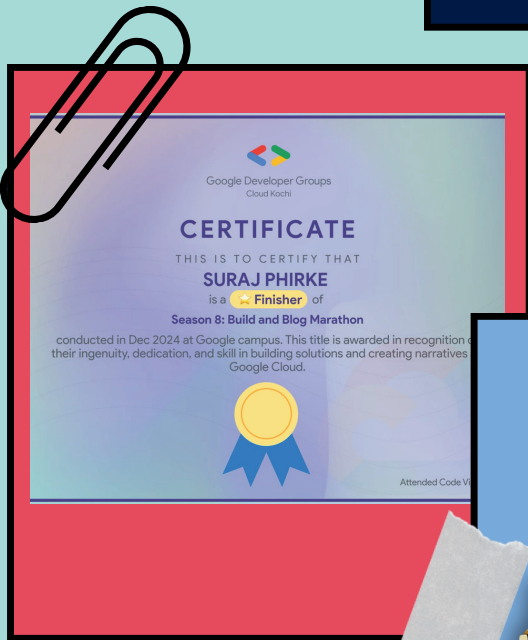 Google Developer Groups
Cloud Kochi
CERTIFICATE
THIS IS TO CERTIFY THAT
SURAJ PHIRKE
is a Finisher of
Season 8: Build and Blog Marathon
conducted in Dec 2024 at Google campus. This title is awarded in recognition
their ingenuity, dedication, and skill in building solutions and creating narratives
Google Cloud.
Attended Code